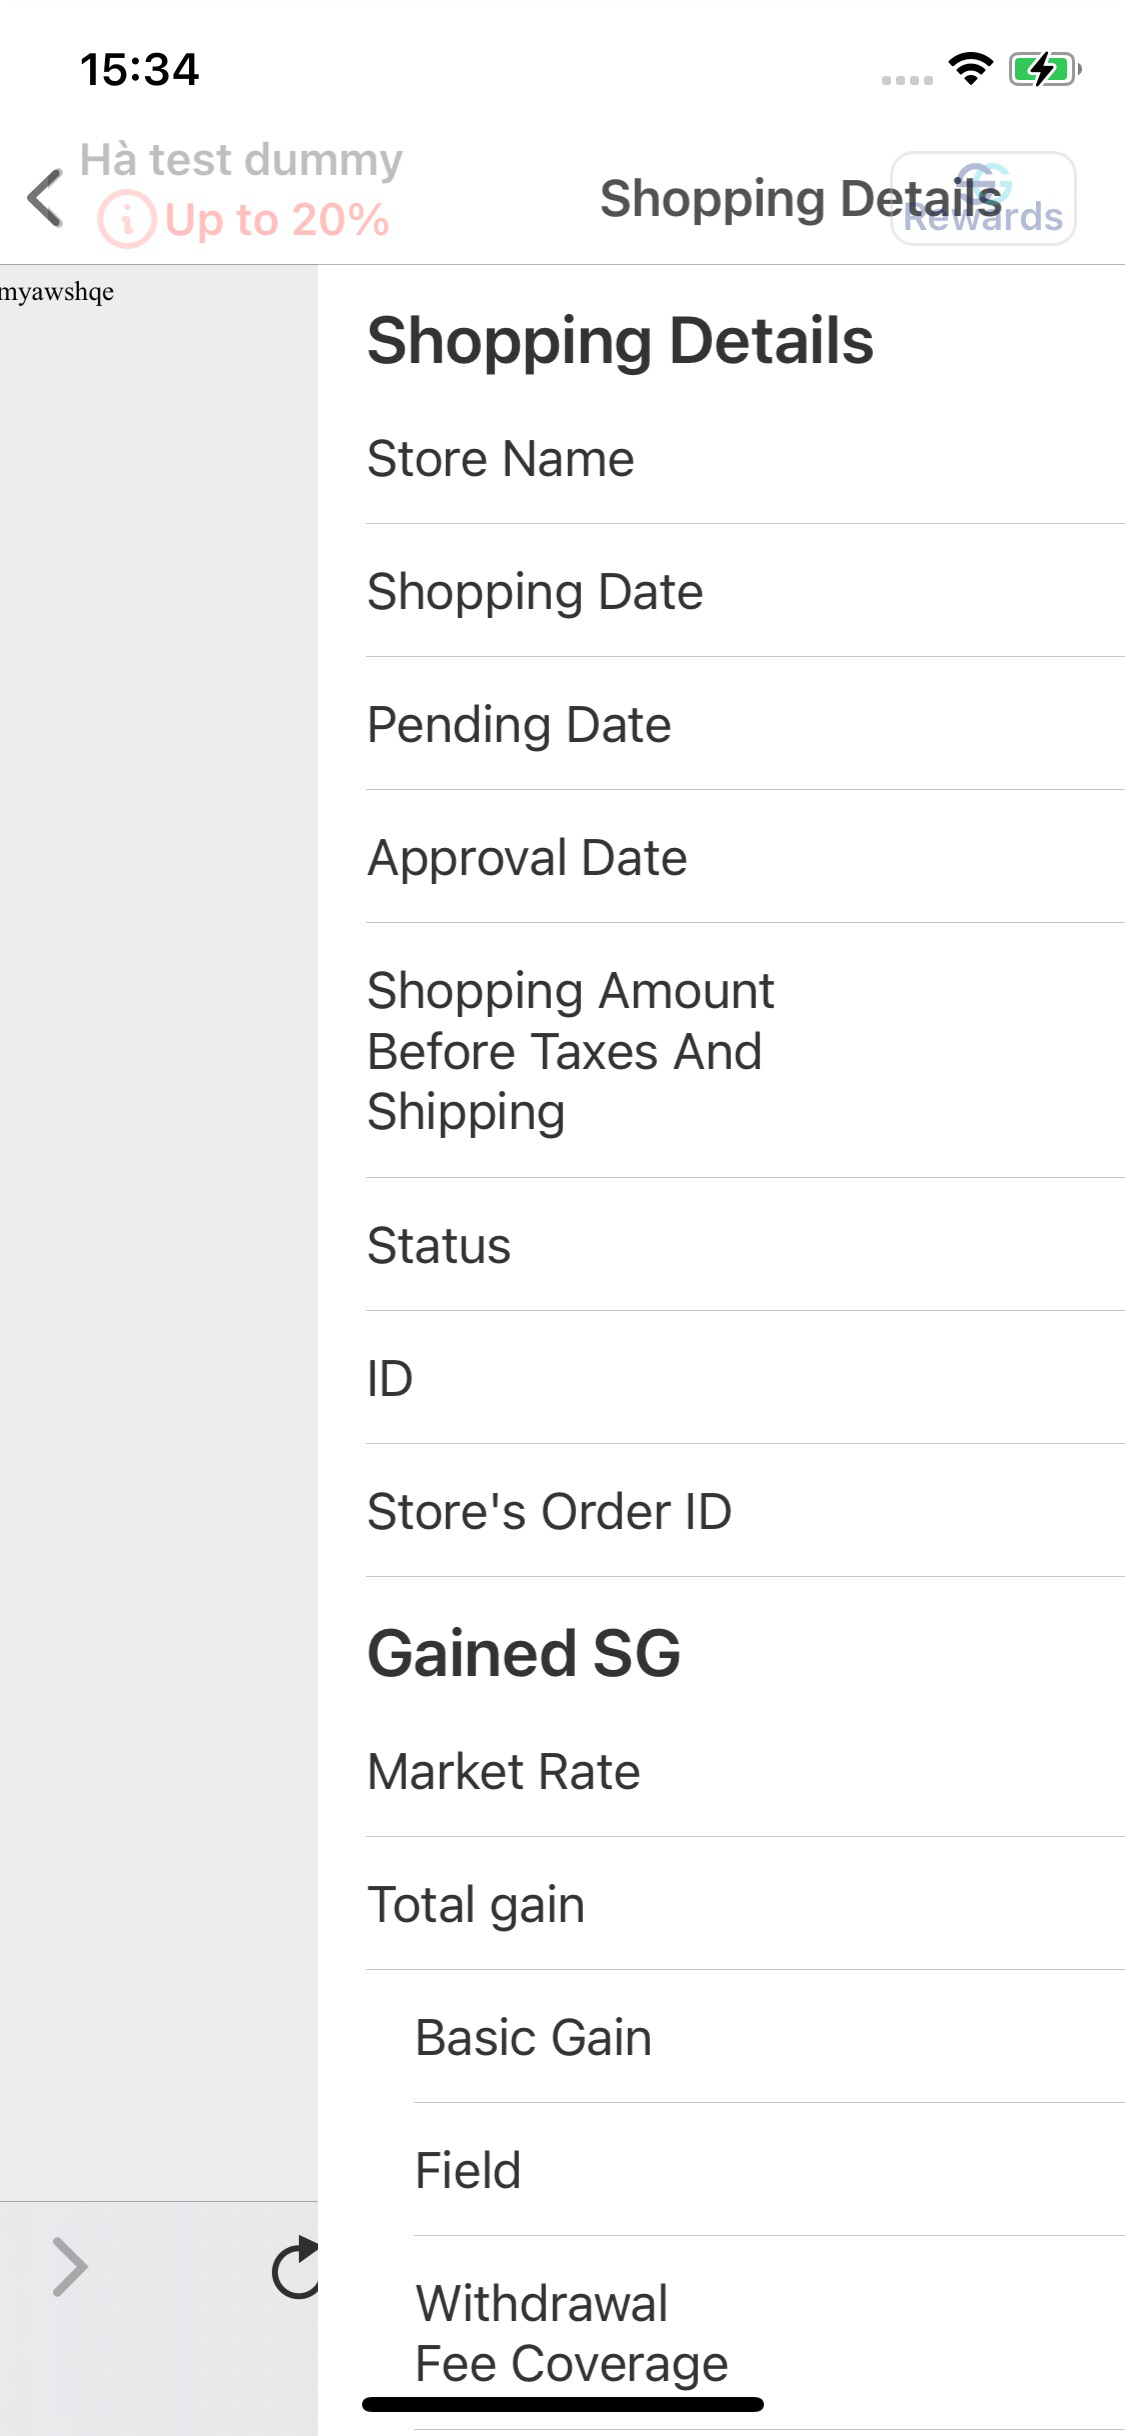 15:34
Hà test dummy
Up to 20%
Shopping Details
Rewards
myawshqe
Shopping Details
Store Name
Shopping Date
Pending Date
Approval Date
Shopping Amount
Before Taxes And
Shipping
Status
ID
Store's Order ID
Gained SG
Market Rate
Total gain
Basic Gain
Field
Withdrawal
Fee Coverage